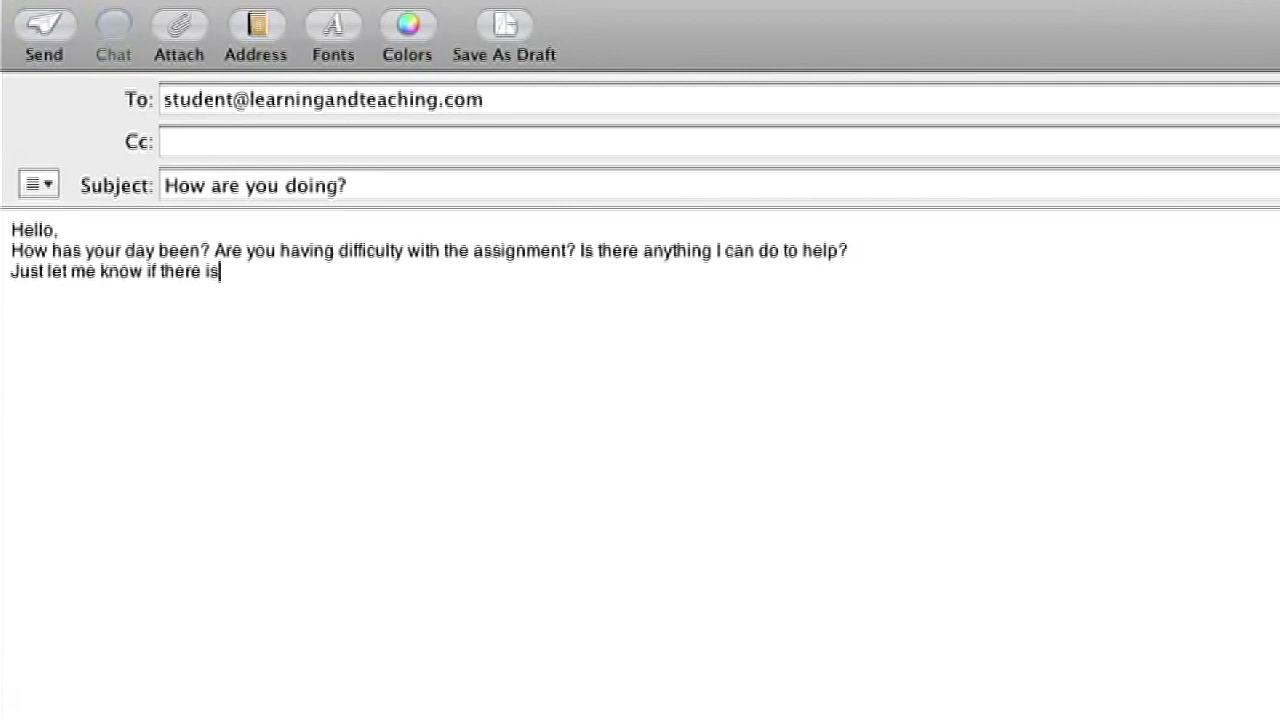 Send Chat Attach Address Fonts Colors Save As Draft
To: student@learningandteaching.com
Cc:
Subject: How are you doing?
Hello,
How has your day been? Are you having difficulty with the assignment? Is there anything I can do to help?
Just let me know if there is